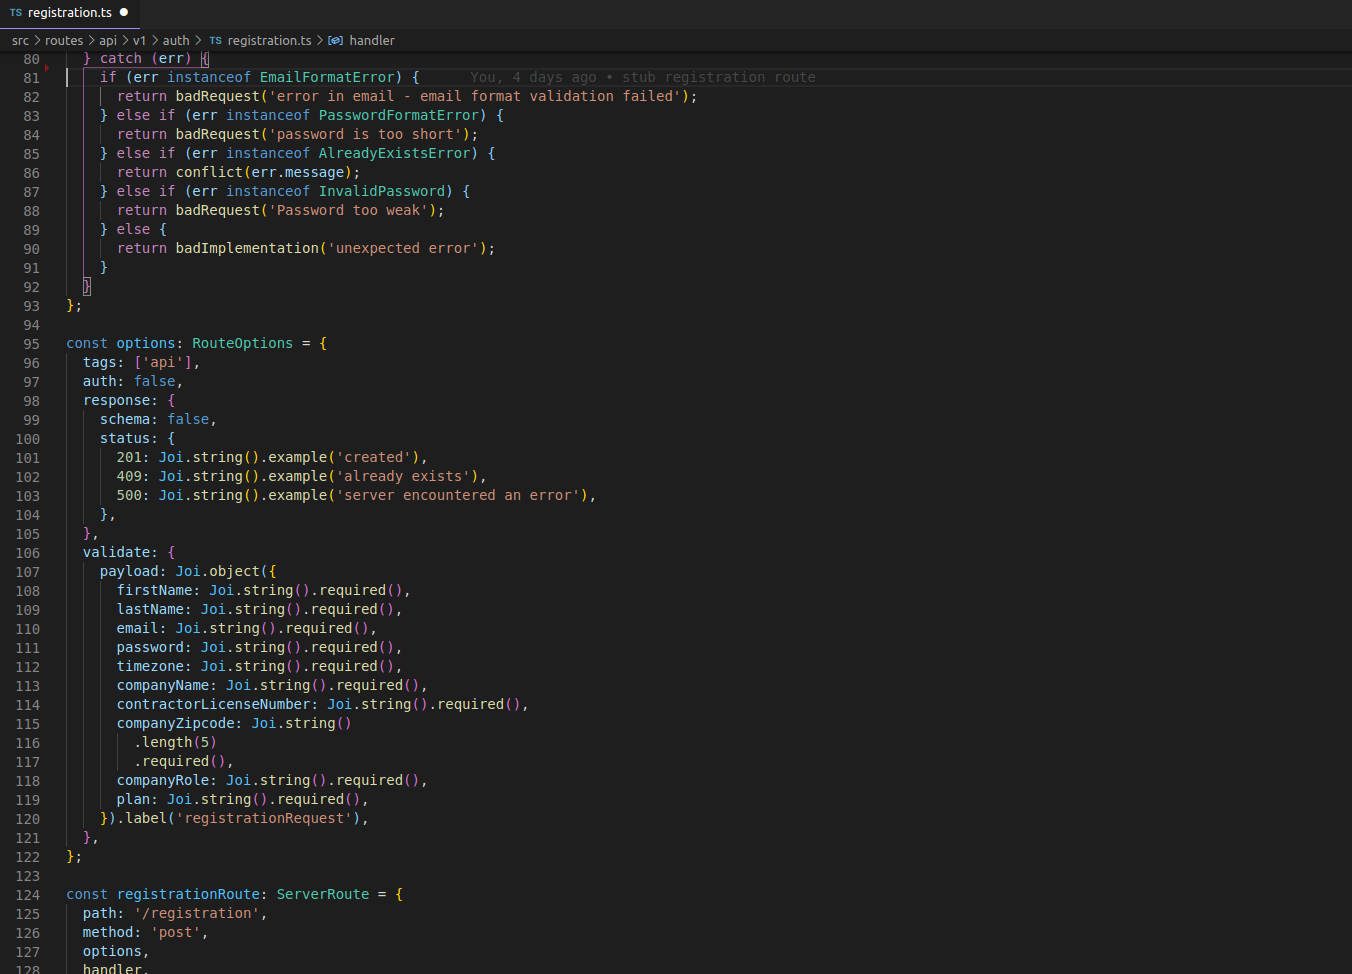 TS registration.ts ●
src > routes > api > v1 > auth > TS registration.ts > handler
80 } catch (err) {
81 if (err instanceof EmailFormatError) { You, 4 days ago • stub registration route
82 return badRequest('error in email - email format validation failed');
83 } else if (err instanceof PasswordFormatError) {
84 return badRequest('password is too short');
85 } else if (err instanceof AlreadyExistsError) {
86 return conflict(err.message);
87 } else if (err instanceof InvalidPassword) {
88 return badRequest('Password too weak');
89 } else {
90 return badImplementation('unexpected error');
91 }
92 }
93 };
94
95 const options: RouteOptions = {
96 tags: ['api'],
97 auth: false,
98 response: {
99 schema: false,
100 status: {
101 201: Joi.string().example('created'),
102 409: Joi.string().example('already exists'),
103 500: Joi.string().example('server encountered an error'),
104 },
105 },
106 validate: {
107 payload: Joi.object({
108 firstName: Joi.string().required(),
109 lastName: Joi.string().required(),
110 email: Joi.string().required(),
111 password: Joi.string().required(),
112 timezone: Joi.string().required(),
113 companyName: Joi.string().required(),
114 contractorLicenseNumber: Joi.string().required(),
115 companyZipcode: Joi.string()
116 .length(5)
117 .required(),
118 companyRole: Joi.string().required(),
119 plan: Joi.string().required(),
120 }).label('registrationRequest'),
121 },
122 };
123
124 const registrationRoute: ServerRoute = {
125 path: '/registration',
126 method: 'post',
127 options,
128 handler,